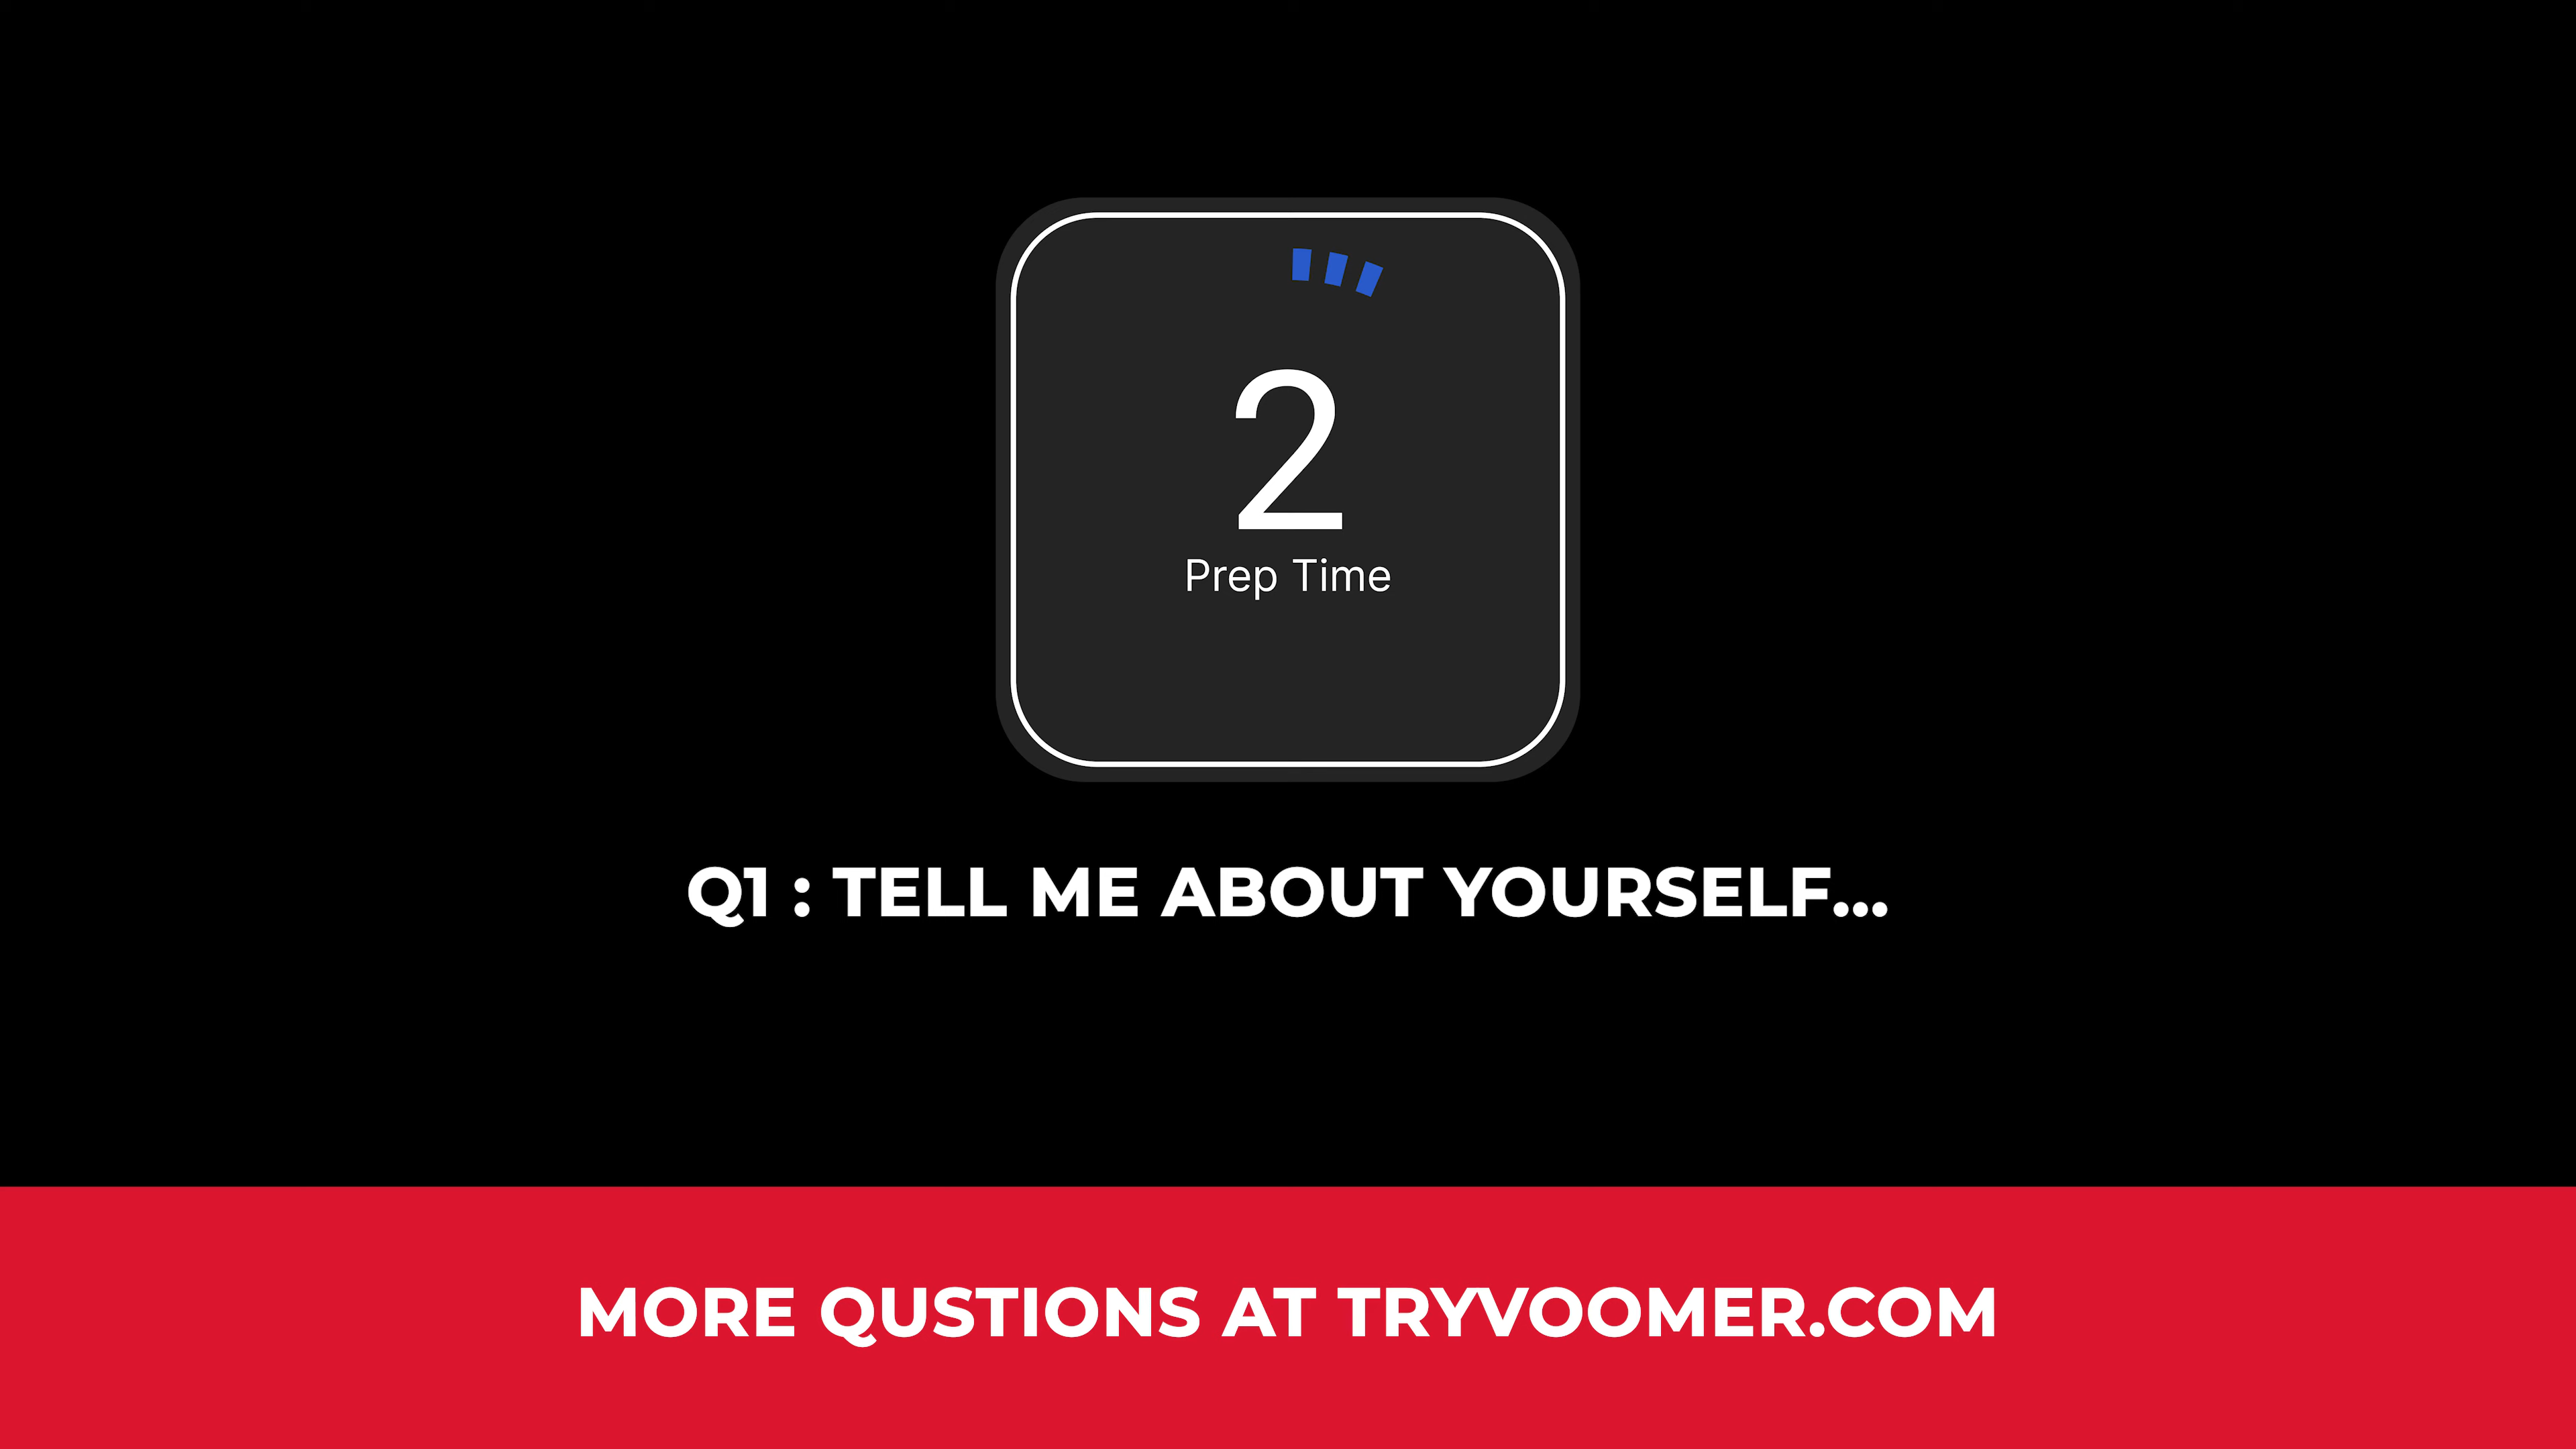 2
Prep Time
Q1 : TELL ME ABOUT YOURSELF...
MORE QUSTIONS AT TRYVOOMER.COM